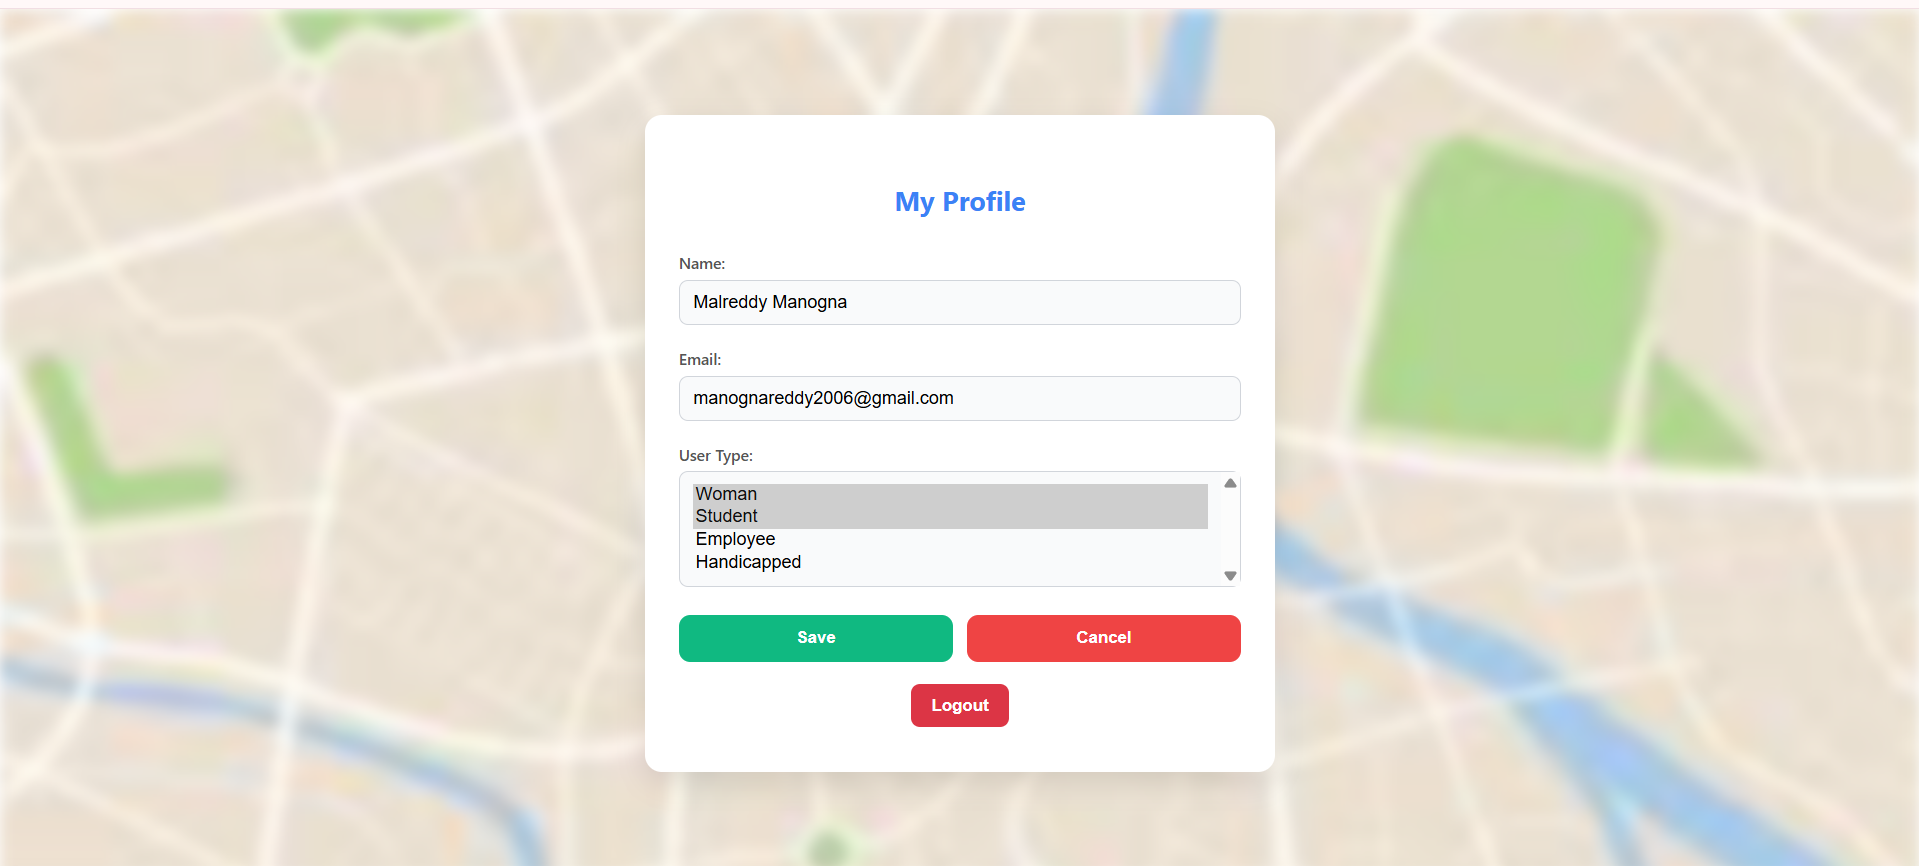 My Profile
Name:
Malreddy Manogna
Email:
manognareddy2006@gmail.com
User Type:
Woman
Student
Employee
Handicapped
Save Cancel
Logout